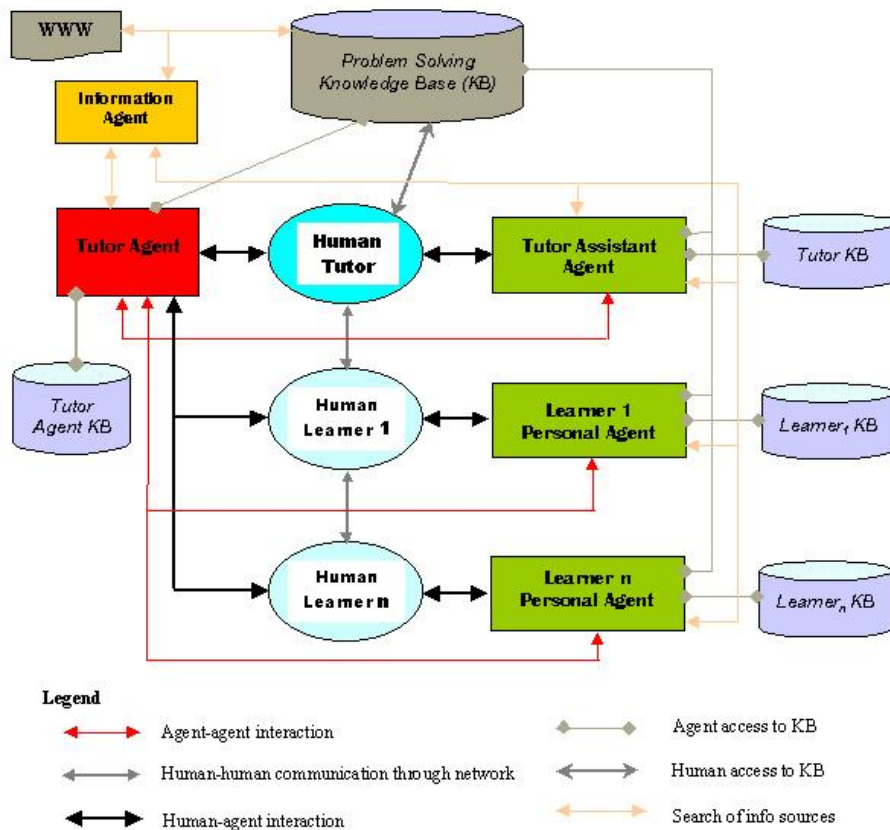 WWW
Problem Solving
Knowledge Base (KB)
Information
Agent
Tutor Agent
Human
Tutor
Tutor Assistant
Agent
Tutor KB
Tutor
Agent KB
Human
Learner 1
Learner 1
Personal Agent
Learner1 KB
Human
Learner n
Learner n
Personal Agent
Learnern KB
Legend
Agent-agent interaction
Agent access to KB
Human-human communication through network
Human access to KB
Human-agent interaction
Search of info sources